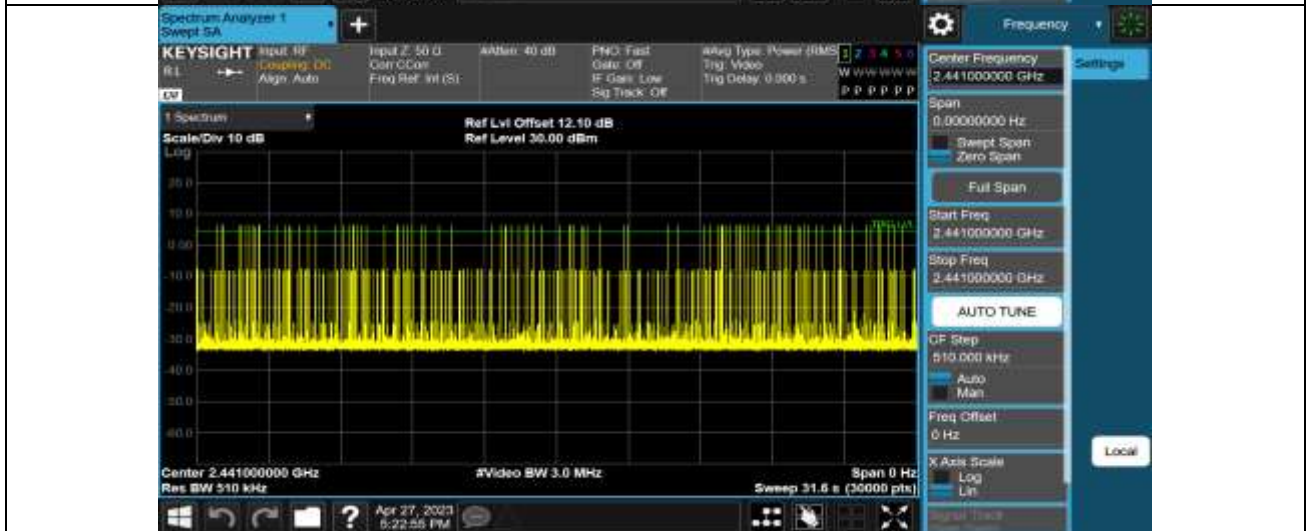 Spectrum Analyzer 1
Swept SA
+
Frequency
KEYSIGHT Input: RF
Coupling: DC
Align: Auto
RL
Input Z: 50 Ω
Corr CCorr
Freq Ref: Int (S)
#Atten: 40 dB
PNO: Fast
Gate: Off
IF Gain: Low
Sig Track: Off
#Avg Type: Power (RMS
Trig: Video
Trig Delay: 0.000 s
1 2 3 4 5 6
W W W W W W
P P P P P P
1 Spectrum
Scale/Div 10 dB
Log
Ref Lvl Offset 12.10 dB
Ref Level 30.00 dBm
20.0
10.0
0.00
-10.0
-20.0
-30.0
-40.0
-50.0
-60.0
TRIG LVL
Center 2.441000000 GHz
Res BW 510 kHz
#Video BW 3.0 MHz
Span 0 Hz
Sweep 31.6 s (30000 pts)
Center Frequency
2.441000000 GHz
Settings
Span
0.00000000 Hz
Swept Span
Zero Span
Full Span
Start Freq
2.441000000 GHz
Stop Freq
2.441000000 GHz
AUTO TUNE
CF Step
510.000 kHz
Auto
Man
Freq Offset
0 Hz
X Axis Scale
Log
Lin
Signal Track
Local
?
Apr 27, 2023
5:22:55 PM